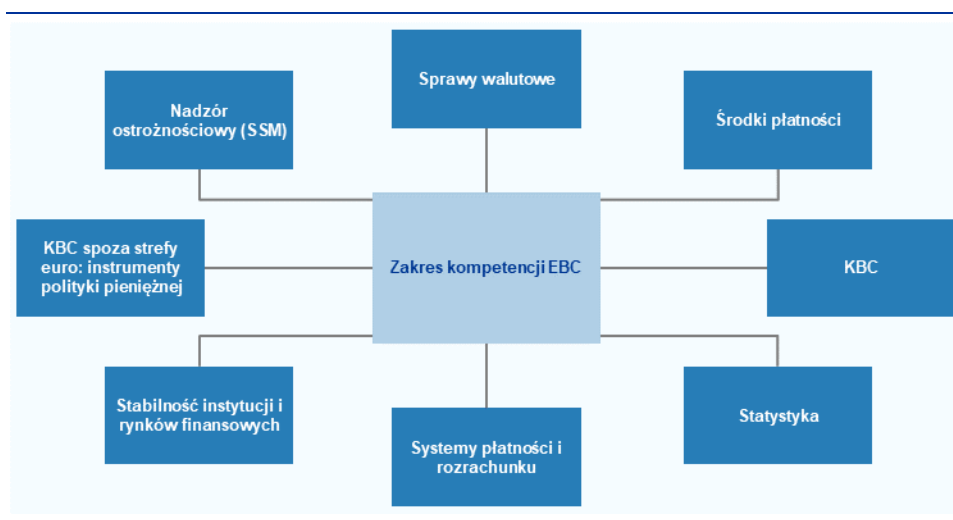 Sprawy walutowe
Nadzór
ostrożnościowy (SSM)
Środki płatności
KBC spoza strefy
euro: instrumenty
polityki pieniężnej
Zakres kompetencji EBC
KBC
Stabilność instytucji i
rynków finansowych
Systemy płatności i
rozrachunku
Statystyka